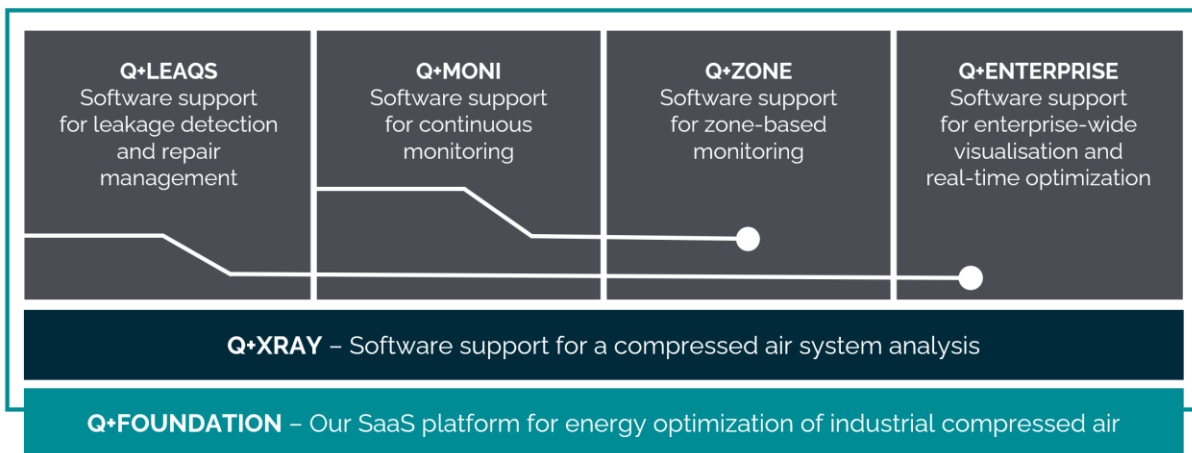 Q+LEAQS
Software support
for leakage detection
and repair
management
Q+MONI
Software support
for continuous
monitoring
Q+ZONE
Software support
for zone-based
monitoring
Q+ENTERPRISE
Software support
for enterprise-wide
visualisation and
real-time optimization
Q+XRAY – Software support for a compressed air system analysis
Q+FOUNDATION – Our SaaS platform for energy optimization of industrial compressed air